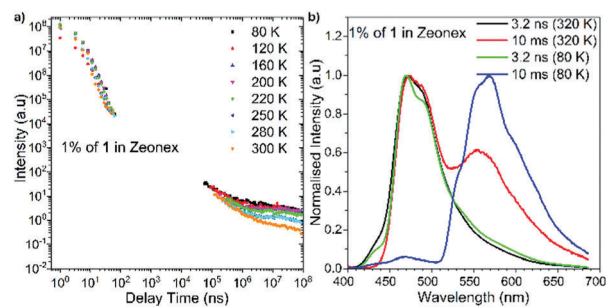 a)
Intensity (a.u)
10^8
10^7
10^6
10^5
10^4
10^3
10^2
10^1
10^0
10^-1
10^-2
80 K
120 K
160 K
200 K
220 K
250 K
280 K
300 K
1% of 1 in Zeonex
10^0 10^1 10^2 10^3 10^4 10^5 10^6 10^7 10^8
Delay Time (ns)
b)
1% of 1 in Zeonex
3.2 ns (320 K)
10 ms (320 K)
3.2 ns (80 K)
10 ms (80 K)
Normalised Intensity (a.u)
1.0
0.8
0.6
0.4
0.2
0
400 450 500 550 600 650 700
Wavelength (nm)